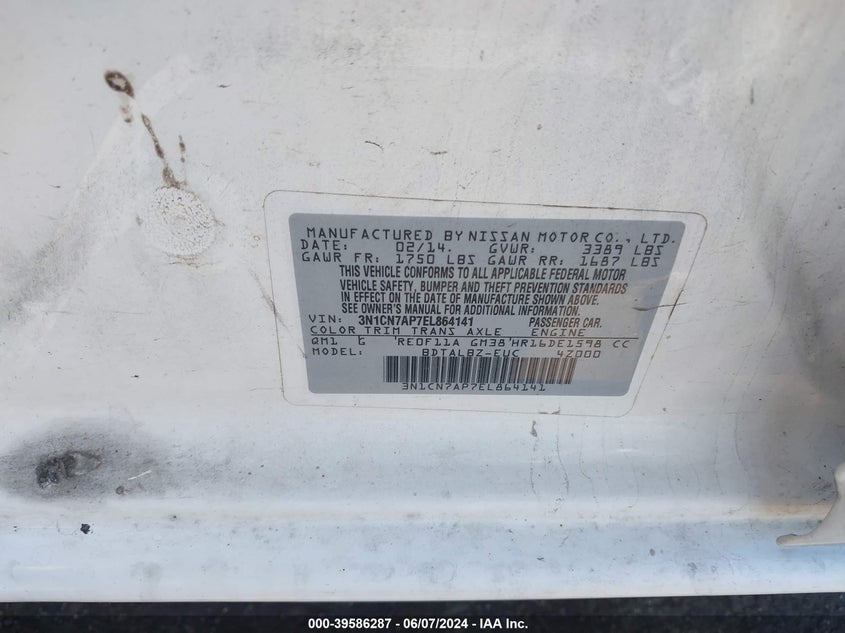 MANUFACTURED BY NISSAN MOTOR CO., LTD.
DATE: 02/14. GVWR: 3389 LBS
GAWR FR: 1750 LBS GAWR RR: 1687 LBS
THIS VEHICLE CONFORMS TO ALL APPLICABLE FEDERAL MOTOR
VEHICLE SAFETY, BUMPER AND THEFT PREVENTION STANDARDS
IN EFFECT ON THE DATE OF MANUFACTURE SHOWN ABOVE.
SEE OWNER'S MANUAL FOR ADDITIONAL INFORMATION.
VIN: 3N1CN7AP7EL864141 PASSENGER CAR.
COLOR TRIM TRANS AXLE ENGINE
QM1 G RE0F11A GM38 HR16DE1598 CC
MODEL: BDTALBZ-EUC 4Z000
3N1CN7AP7EL864141
000-39586287 - 06/07/2024 - IAAI.com